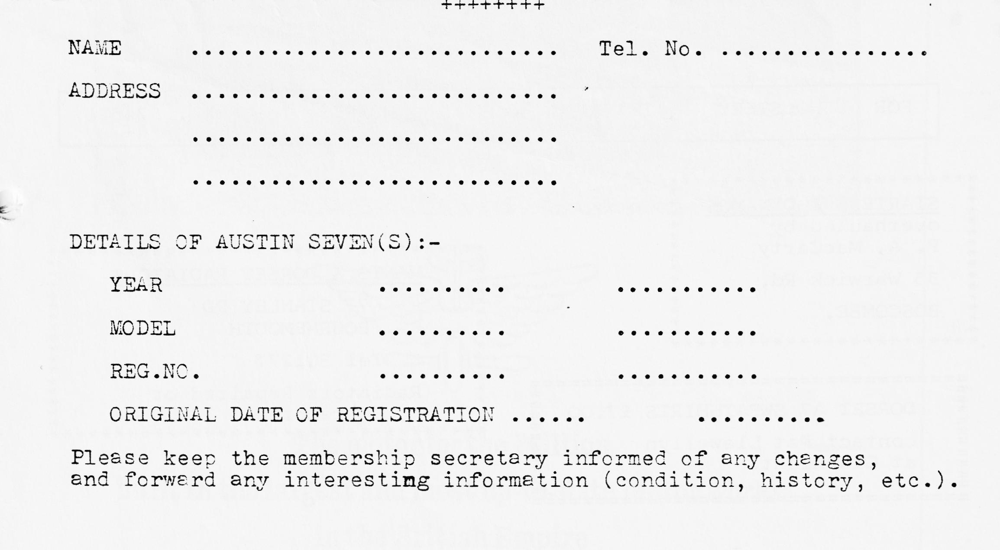 ++++++++
NAME ............................ Tel. No. ................
ADDRESS ............................
............................
............................
DETAILS OF AUSTIN SEVEN(S):-
YEAR .......... ...........
MODEL .......... ...........
REG.NO. .......... ...........
ORIGINAL DATE OF REGISTRATION ...... ..........
Please keep the membership secretary informed of any changes,
and forward any interesting information (condition, history, etc.).